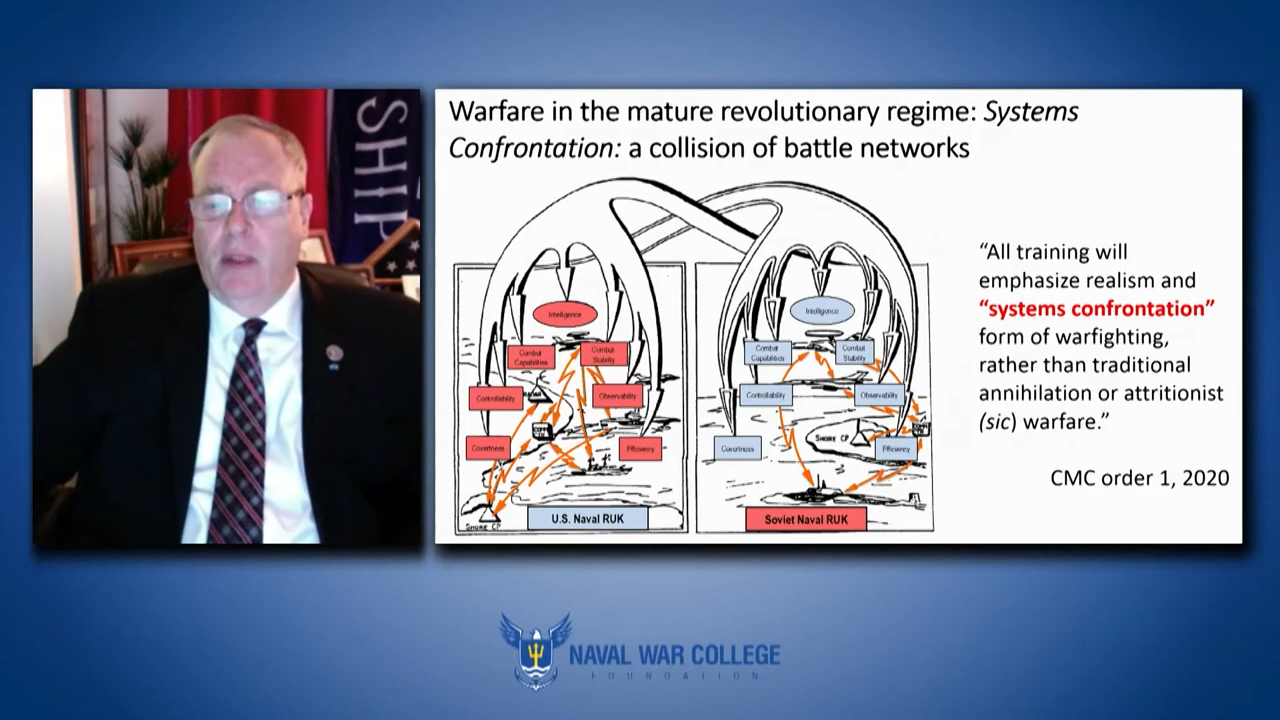 SHIP
Warfare in the mature revolutionary regime: Systems
Confrontation: a collision of battle networks
Intelligence
Combat
Capabilities
Combat
Stability
Controllability
Observability
Covertness
Efficiency
SHORE CP
U.S. Naval RUK
Intelligence
Combat
Capabilities
Combat
Stability
Controllability
Observability
SHORE CP
Covertness
Efficiency
Soviet Naval RUK
“All training will
emphasize realism and
“systems confrontation”
form of warfighting,
rather than traditional
annihilation or attritionist
(sic) warfare.”
CMC order 1, 2020
NAVAL WAR COLLEGE
FOUNDATION